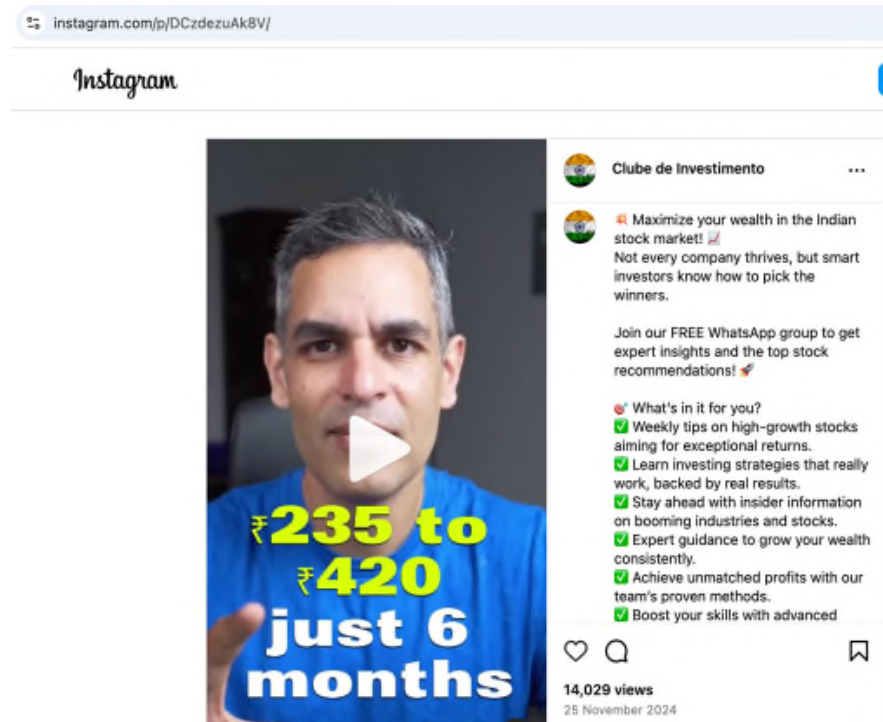 instagram.com/p/DCzdezuAk8V/
Instagram
₹235 to
₹420
just 6
months
Clube de Investimento
💥 Maximize your wealth in the Indian
stock market! 📈
Not every company thrives, but smart
investors know how to pick the
winners.
Join our FREE WhatsApp group to get
expert insights and the top stock
recommendations! 🚀
🎯 What's in it for you?
✅ Weekly tips on high-growth stocks
aiming for exceptional returns.
✅ Learn investing strategies that really
work, backed by real results.
✅ Stay ahead with insider information
on booming industries and stocks.
✅ Expert guidance to grow your wealth
consistently.
✅ Achieve unmatched profits with our
team's proven methods.
✅ Boost your skills with advanced
14,029 views
25 November 2024